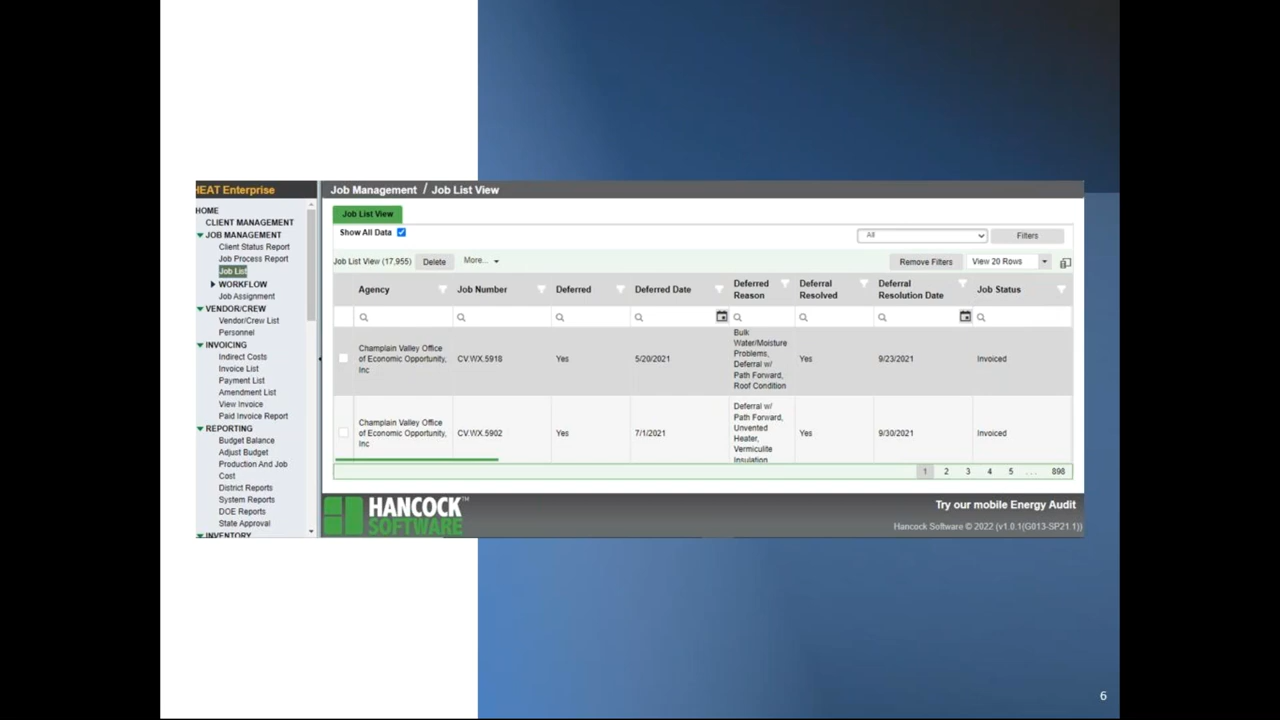 HEAT Enterprise
Job Management / Job List View
HOME
CLIENT MANAGEMENT
JOB MANAGEMENT
Client Status Report
Job Process Report
Job List
WORKFLOW
Job Assignment
VENDOR/CREW
Vendor/Crew List
Personnel
INVOICING
Indirect Costs
Invoice List
Payment List
Amendment List
View Invoice
Paid Invoice Report
REPORTING
Budget Balance
Adjust Budget
Production And Job
Cost
District Reports
System Reports
DOE Reports
State Approval
INVENTORY
Job List View
Show All Data
All
Filters
Job List View (17,955)
Delete
More...
Remove Filters
View 20 Rows
Agency
Job Number
Deferred
Deferred Date
Deferred
Reason
Deferral
Resolved
Deferral
Resolution Date
Job Status
Champlain Valley Office
of Economic Opportunity,
Inc
CV.WX.5918
Yes
5/20/2021
Bulk
Water/Moisture
Problems,
Deferral w/
Path Forward,
Roof Condition
Yes
9/23/2021
Invoiced
Champlain Valley Office
of Economic Opportunity,
Inc
CV.WX.5902
Yes
7/1/2021
Deferral w/
Path Forward,
Unvented
Heater,
Vermiculite
Insulation
Yes
9/30/2021
Invoiced
1 2 3 4 5 ... 898
HANCOCK™
SOFTWARE
Try our mobile Energy Audit
Hancock Software © 2022 (v1.0.1(G013-SP21.1))
6